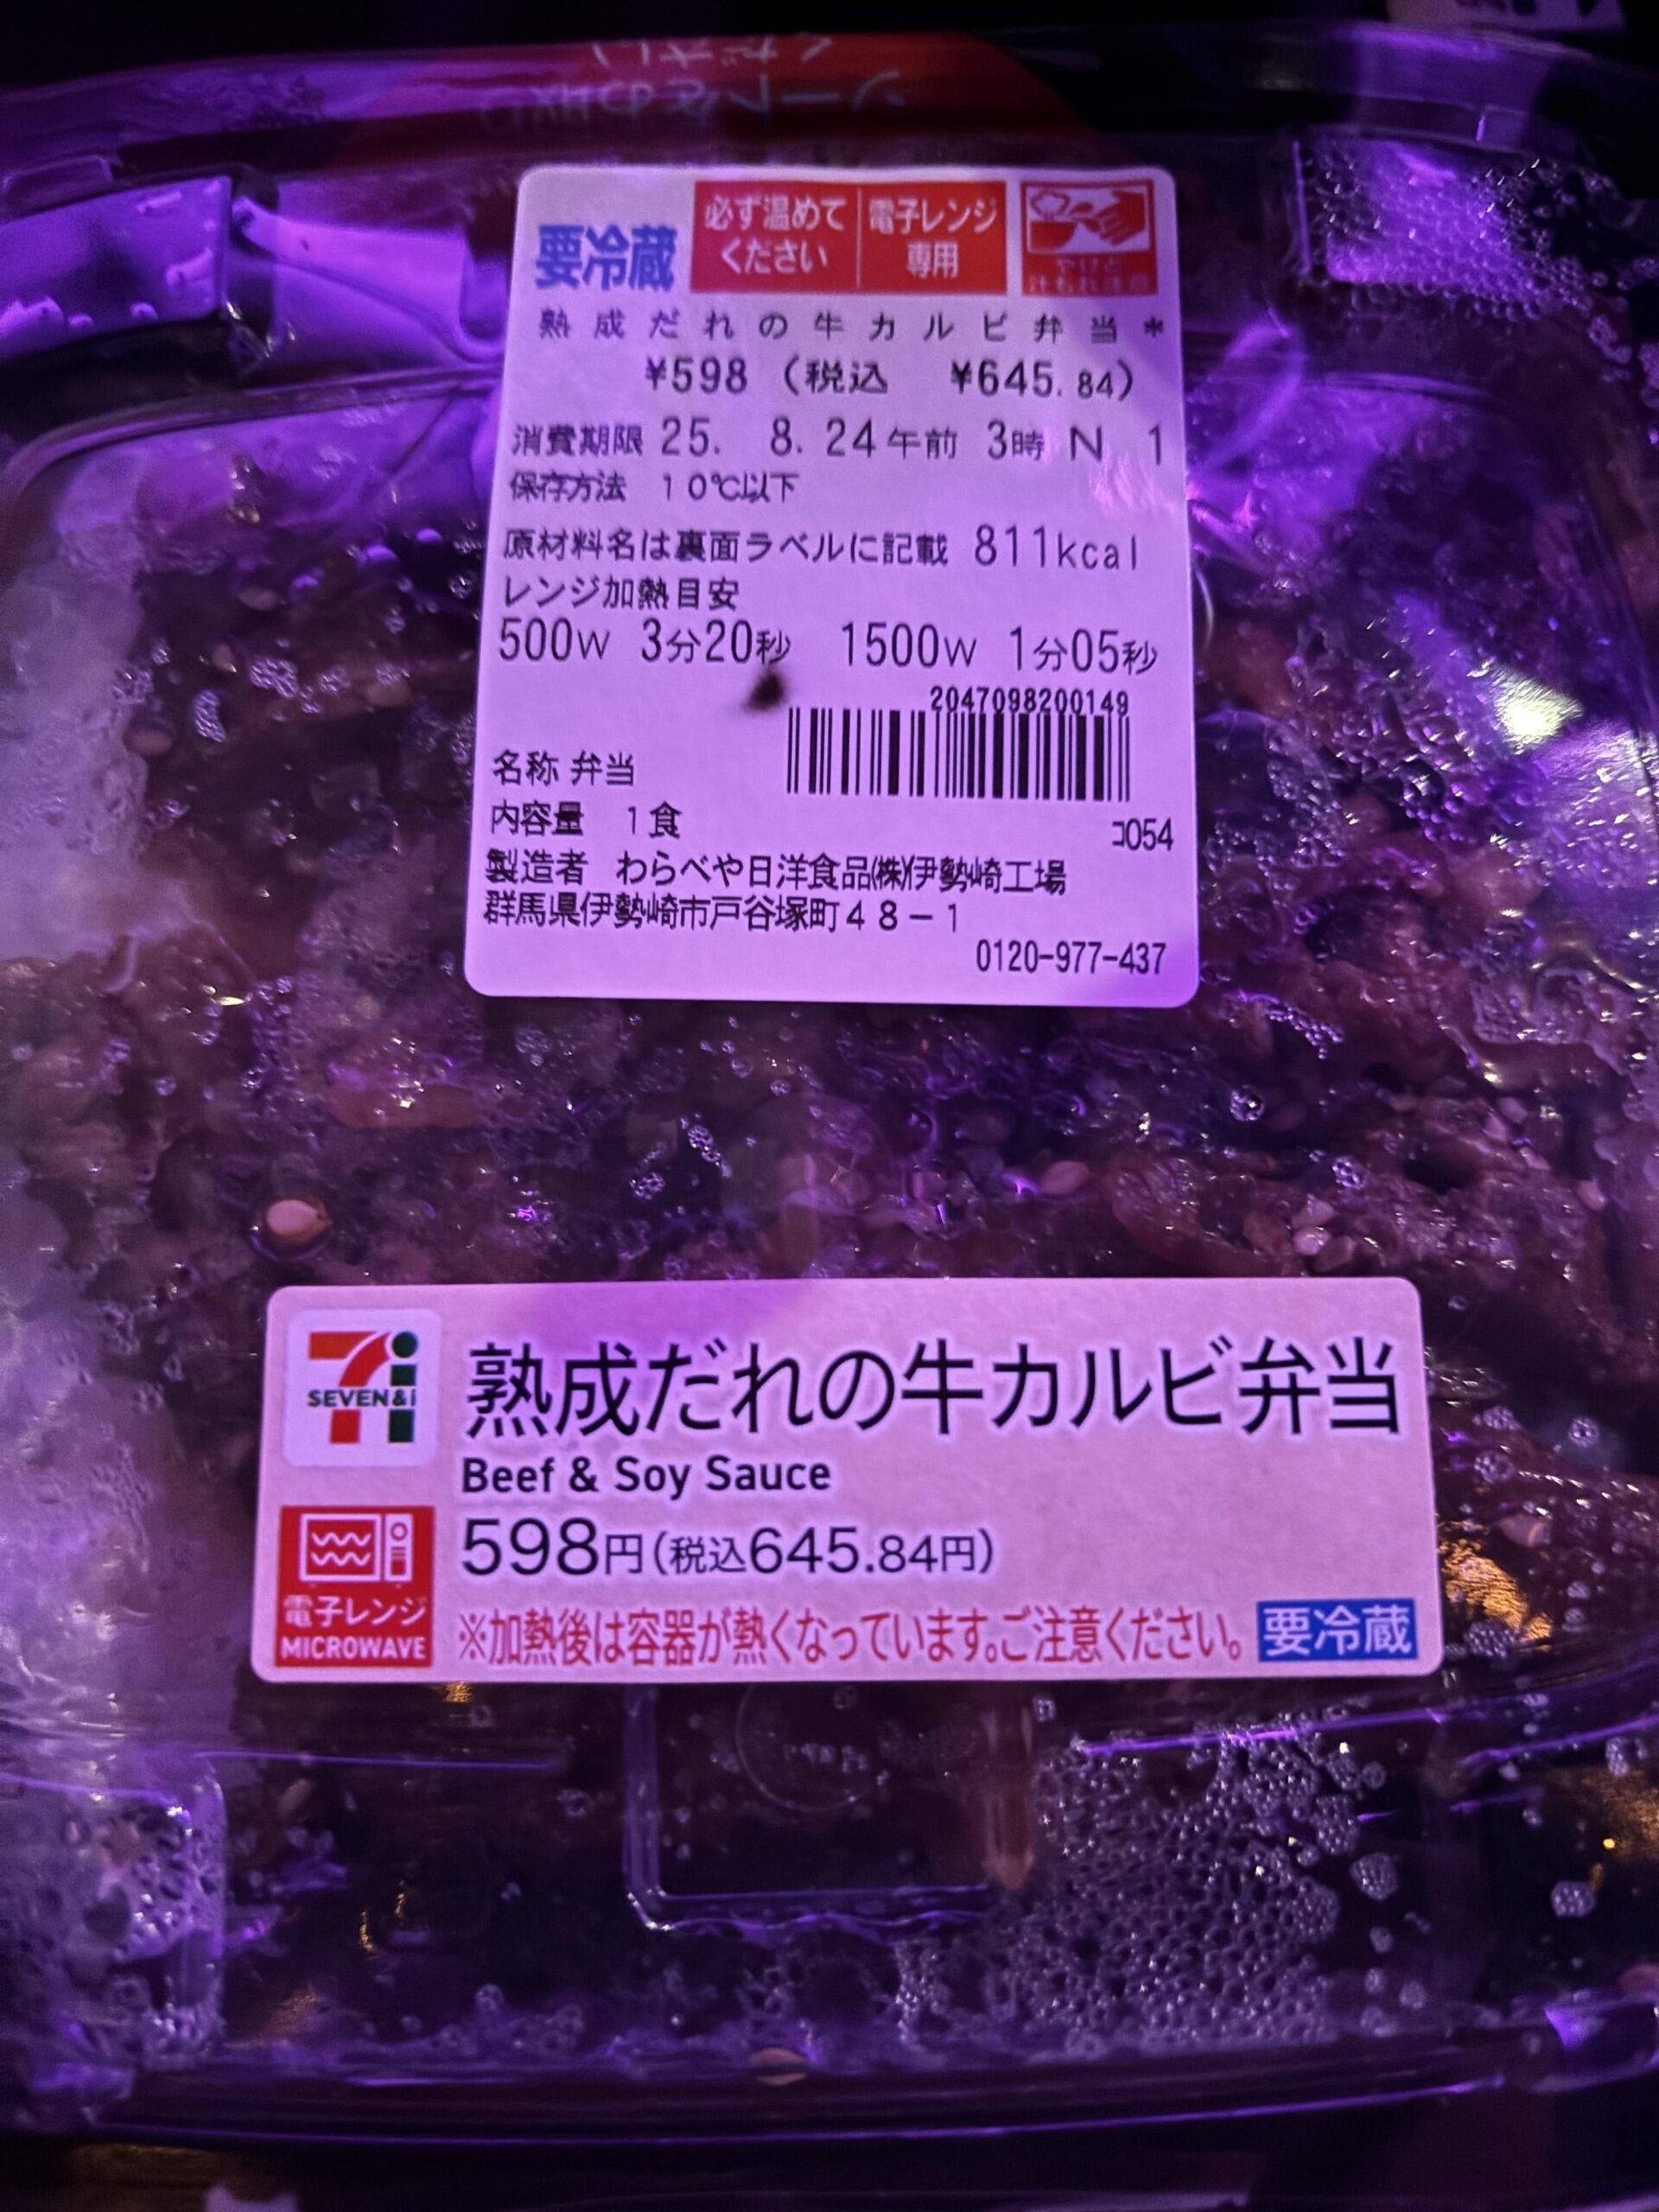 要冷蔵
必ず温めて
ください
電子レンジ
専用
やけど
汁もれ注意
熟成だれの牛カルビ弁当*
¥598 (税込 ¥645.84)
消費期限 25. 8. 24午前 3時 N 1
保存方法 10℃以下
原材料名は裏面ラベルに記載 811kcal
レンジ加熱目安
500W 3分20秒 1500W 1分05秒
2047098200149
名称 弁当
内容量 1食
コ054
製造者 わらべや日洋食品㈱伊勢崎工場
群馬県伊勢崎市戸谷塚町48-1
0120-977-437
SEVEN&i
熟成だれの牛カルビ弁当
Beef & Soy Sauce
598円(税込645.84円)
電子レンジ
MICROWAVE
※加熱後は容器が熱くなっています。ご注意ください。
要冷蔵